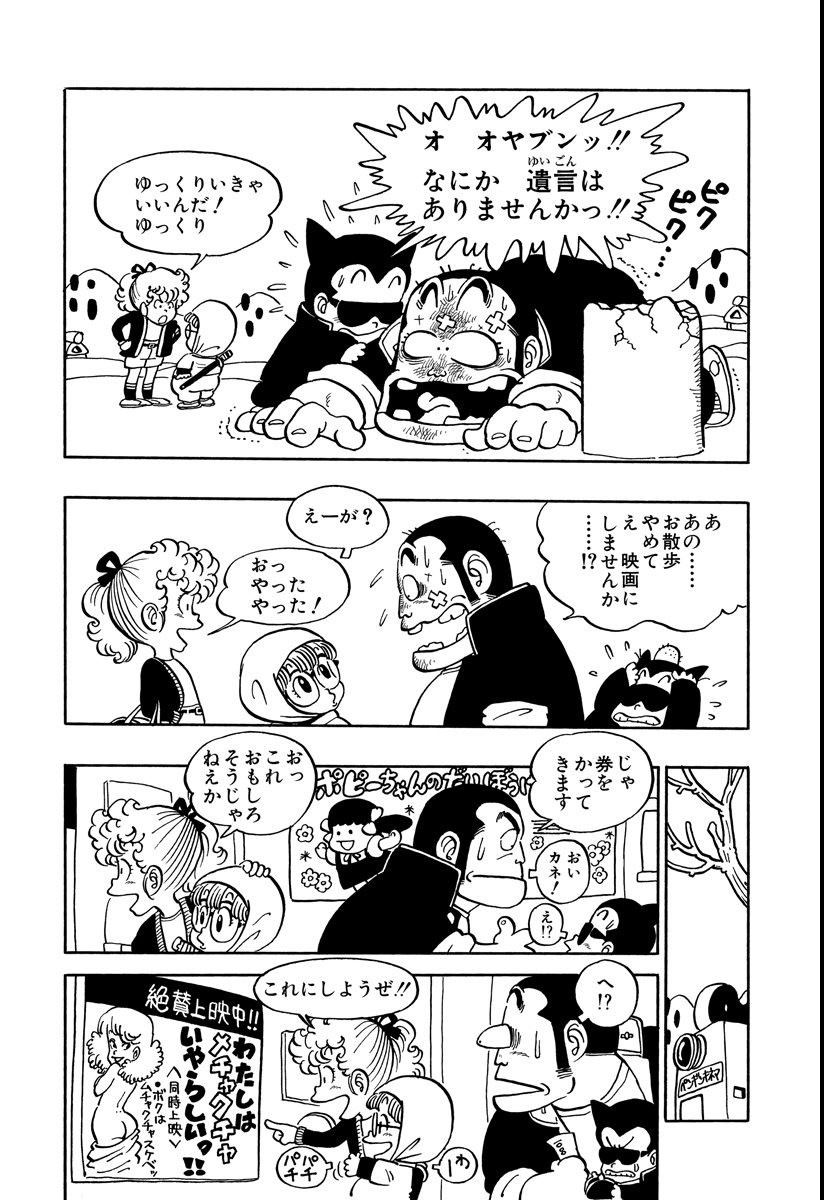 オ　オヤブンッ!!
なにか　遺言は
ゆいごん
ありませんかっ!!
ピク
ピク…
ゆっくりいきゃ
いいんだ！
ゆっくり
あ
あの……
お散歩
やめて
え　映画に
しませんか
……!?
えーが？
おっ
やった
やった！
じゃ
券を
かって
きます
おい
カネ！
え!?
ポピーちゃんのだいぼうけ
おっ
これ
おもしろ
そうじゃ
ねえか
へ!?
これにしようぜ!!
わーい
パチ
パチ
絶賛上映中!!
わたしは
メチャクチャ
いやらしいっ!!
＜同時上映＞
・ボクは
ムチャクチャスケベッ